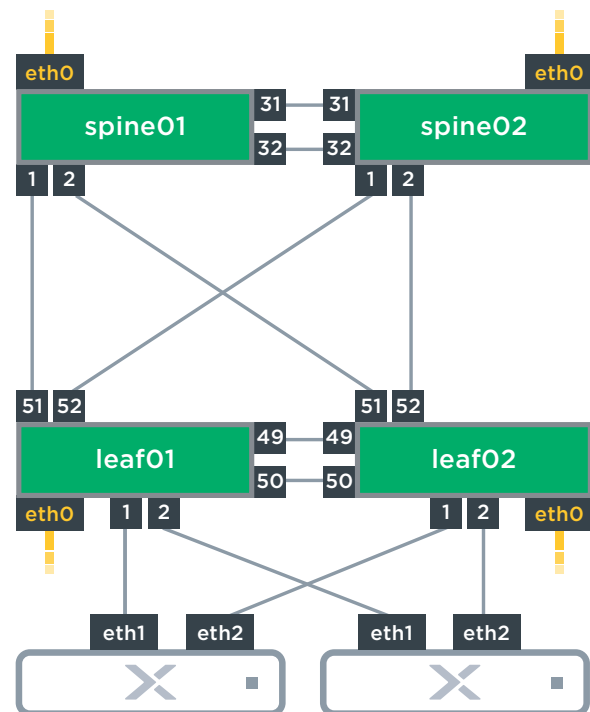 eth0 eth0
31 31
spine01 spine02
32 32
1 2 1 2
51 52 51 52
49 49
leaf01 leaf02
50 50
eth0 1 2 1 2 eth0
eth1 eth2 eth1 eth2